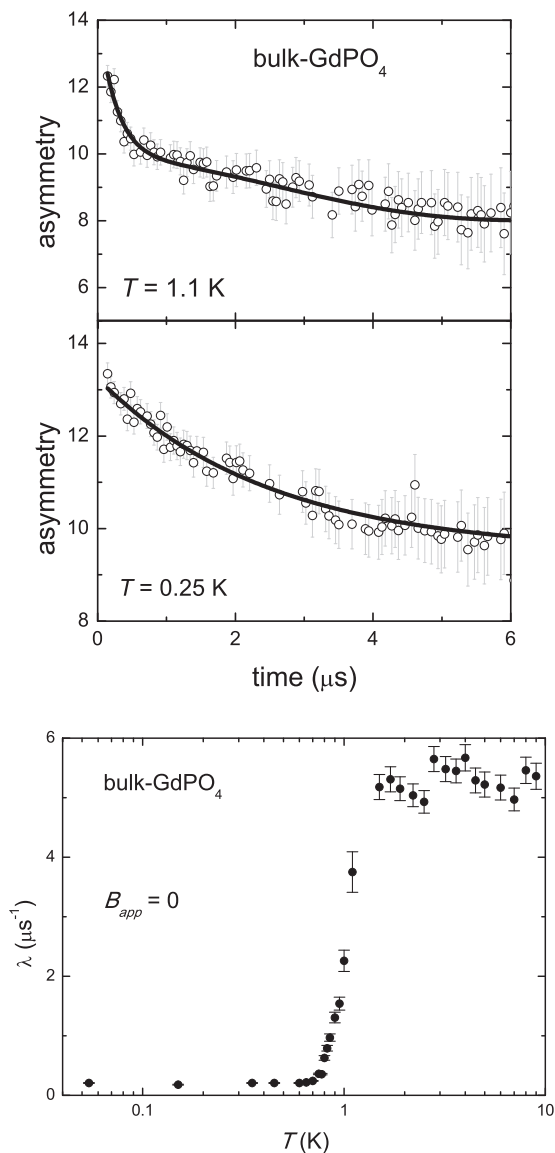 14
bulk-GdPO₄
12
10
8
6
asymmetry
T = 1.1 K
14
12
10
8
asymmetry
T = 0.25 K
0 2 4 6
time (μs)
6
bulk-GdPO₄
4
B_app = 0
λ (μs⁻¹)
2
0
0.1 1 10
T (K)